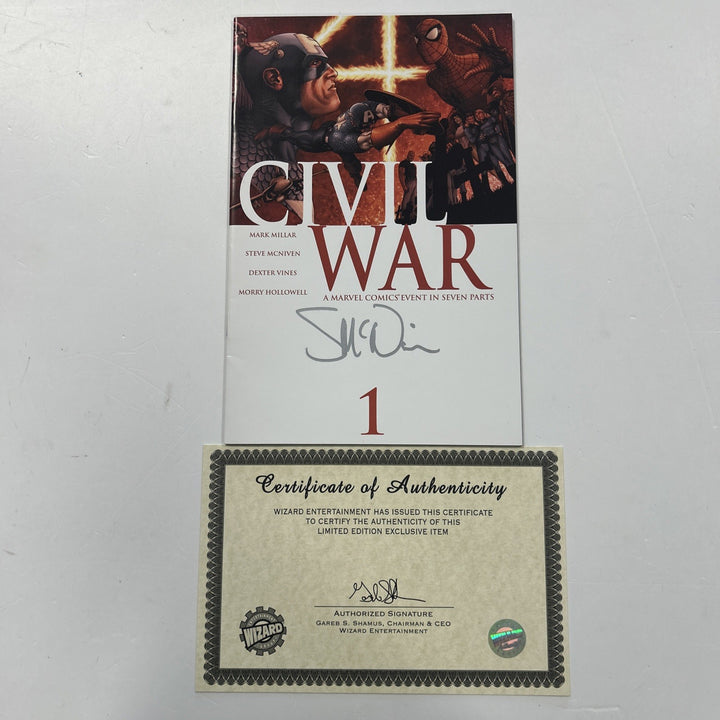 CIVIL
WAR
MARK MILLAR
STEVE MCNIVEN
DEXTER VINES
MORRY HOLLOWELL
A MARVEL COMICS EVENT IN SEVEN PARTS
S McNiven
1
Certificate of Authenticity
WIZARD ENTERTAINMENT HAS ISSUED THIS CERTIFICATE
TO CERTIFY THE AUTHENTICITY OF THIS
LIMITED EDITION EXCLUSIVE ITEM
AUTHORIZED SIGNATURE
GAREB S. SHAMUS, CHAIRMAN & CEO
WIZARD ENTERTAINMENT
WIZARD